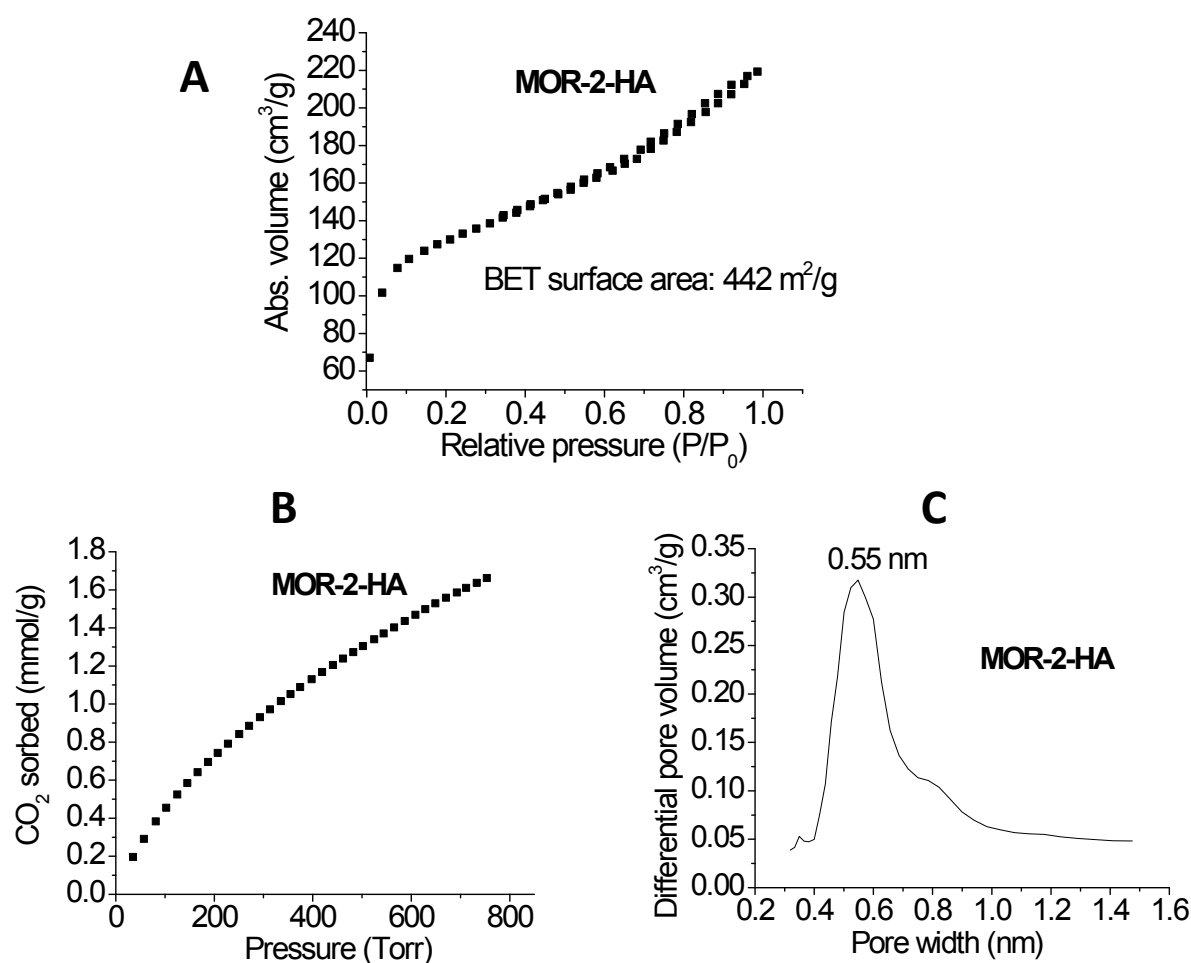 A
MOR-2-HA
BET surface area: 442 m²/g
Abs. volume (cm³/g)
240
220
200
180
160
140
120
100
80
60
0.0 0.2 0.4 0.6 0.8 1.0
Relative pressure (P/P₀)
B
MOR-2-HA
CO₂ sorbed (mmol/g)
1.8
1.6
1.4
1.2
1.0
0.8
0.6
0.4
0.2
0.0
0 200 400 600 800
Pressure (Torr)
C
0.55 nm
MOR-2-HA
Differential pore volume (cm³/g)
0.35
0.30
0.25
0.20
0.15
0.10
0.05
0.00
0.2 0.4 0.6 0.8 1.0 1.2 1.4 1.6
Pore width (nm)